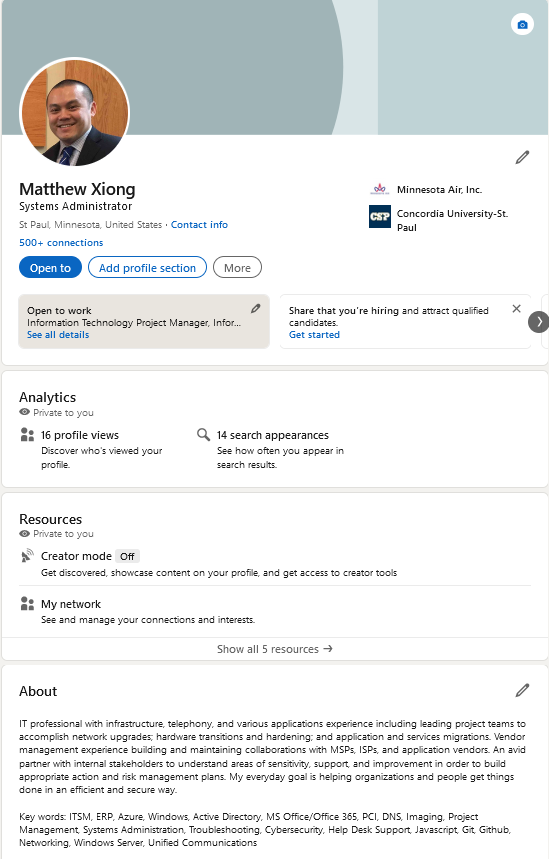 Matthew Xiong
Systems Administrator
St Paul, Minnesota, United States · Contact info
500+ connections
Minnesota Air, Inc.
CSP
Concordia University-St.
Paul
Open to
Add profile section
More
Open to work
Information Technology Project Manager, Infor...
See all details
Share that you're hiring and attract qualified
candidates.
Get started
Analytics
Private to you
16 profile views
Discover who's viewed your
profile.
14 search appearances
See how often you appear in
search results.
Resources
Private to you
Creator mode Off
Get discovered, showcase content on your profile, and get access to creator tools
My network
See and manage your connections and interests.
Show all 5 resources →
About
IT professional with infrastructure, telephony, and various applications experience including leading project teams to
accomplish network upgrades; hardware transitions and hardening; and application and services migrations. Vendor
management experience building and maintaining collaborations with MSPs, ISPs, and application vendors. An avid
partner with internal stakeholders to understand areas of sensitivity, support, and improvement in order to build
appropriate action and risk management plans. My everyday goal is helping organizations and people get things
done in an efficient and secure way.
Key words: ITSM, ERP, Azure, Windows, Active Directory, MS Office/Office 365, PCI, DNS, Imaging, Project
Management, Systems Administration, Troubleshooting, Cybersecurity, Help Desk Support, Javascript, Git, Github,
Networking, Windows Server, Unified Communications